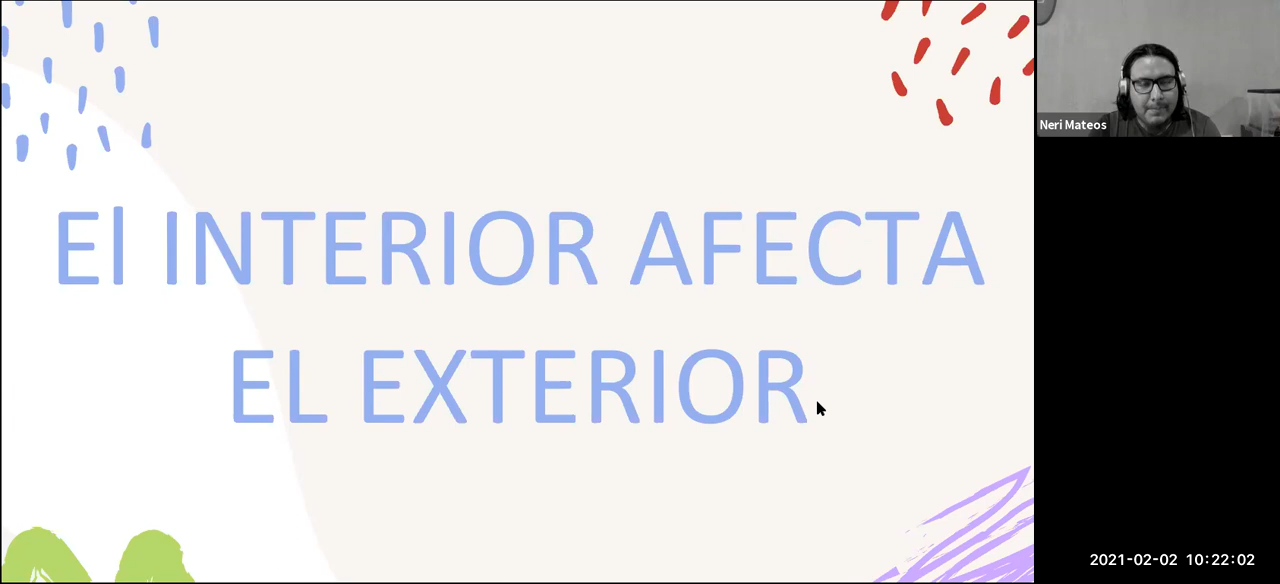 El INTERIOR AFECTA
EL EXTERIOR
Neri Mateos
2021-02-02 10:22:02